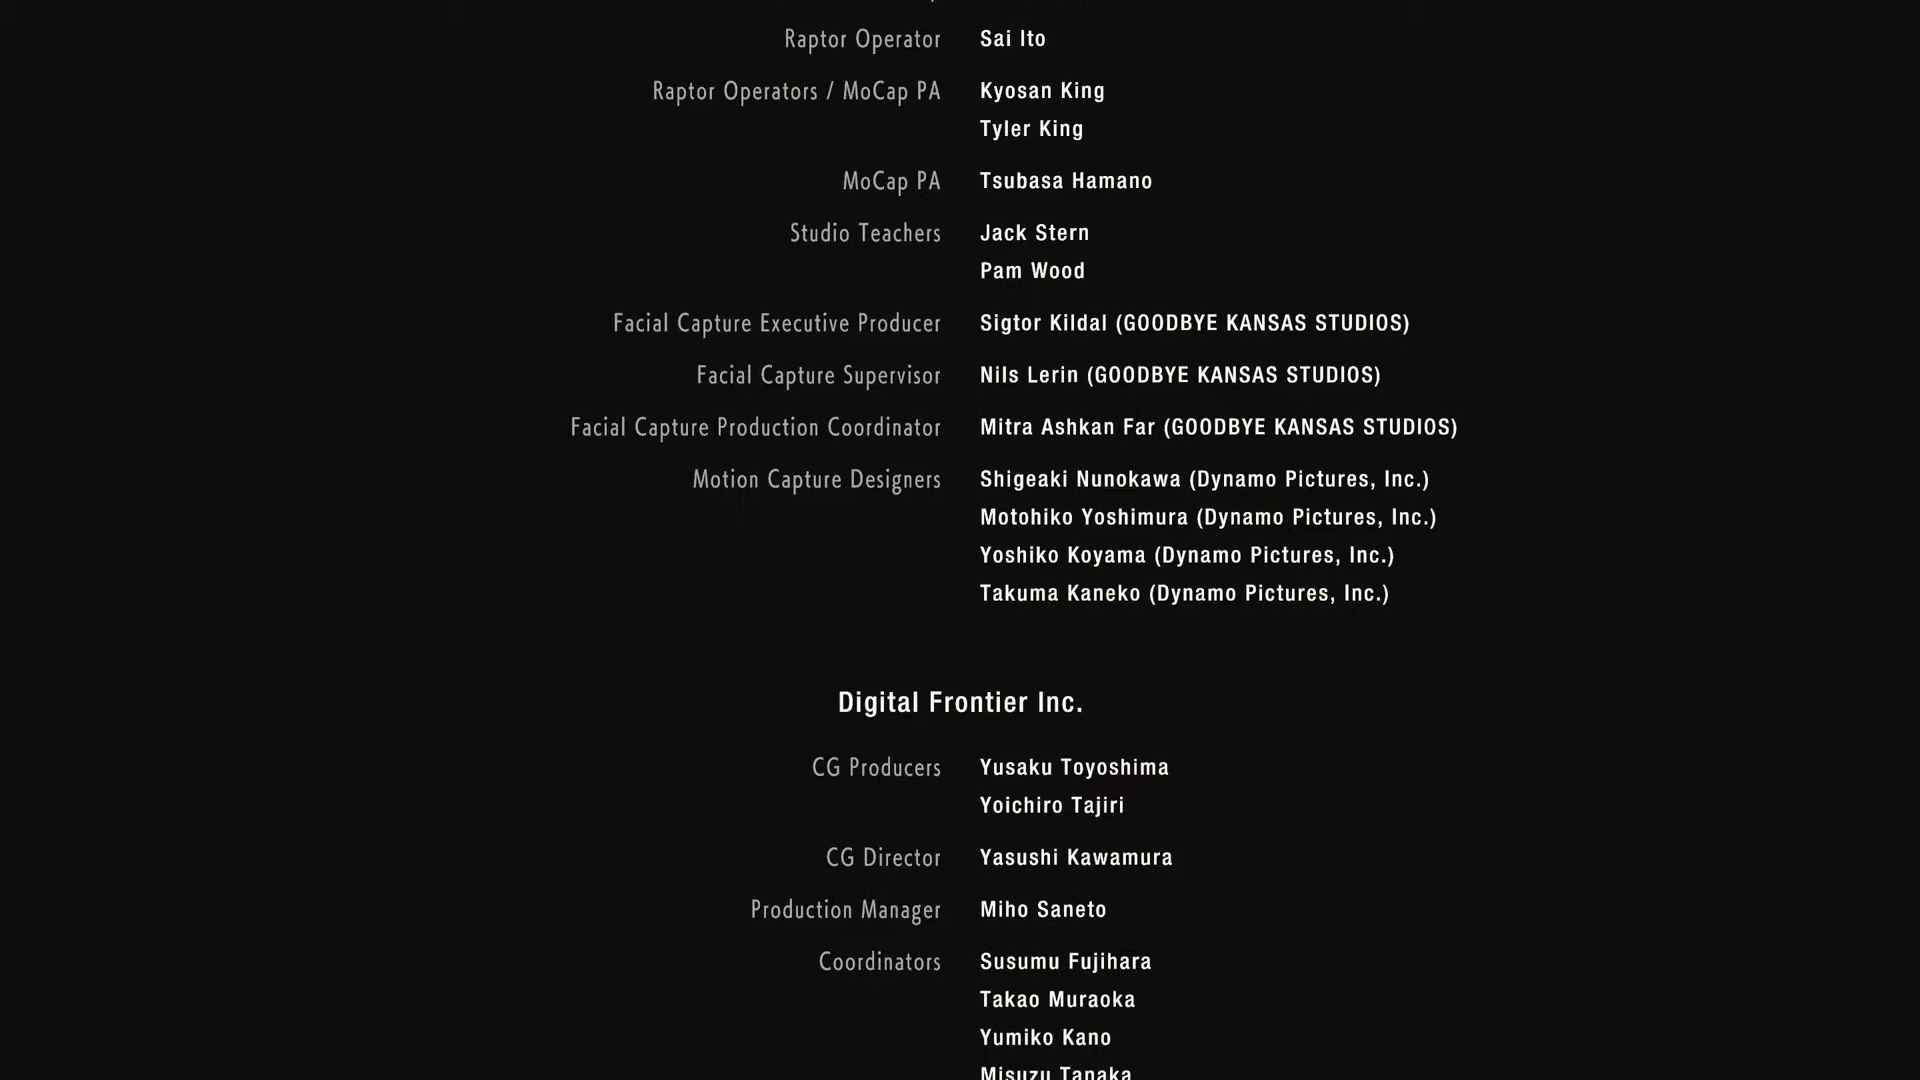 Raptor Operator Sai Ito
Raptor Operators / MoCap PA Kyosan King
Tyler King
MoCap PA Tsubasa Hamano
Studio Teachers Jack Stern
Pam Wood
Facial Capture Executive Producer Sigtor Kildal (GOODBYE KANSAS STUDIOS)
Facial Capture Supervisor Nils Lerin (GOODBYE KANSAS STUDIOS)
Facial Capture Production Coordinator Mitra Ashkan Far (GOODBYE KANSAS STUDIOS)
Motion Capture Designers Shigeaki Nunokawa (Dynamo Pictures, Inc.)
Motohiko Yoshimura (Dynamo Pictures, Inc.)
Yoshiko Koyama (Dynamo Pictures, Inc.)
Takuma Kaneko (Dynamo Pictures, Inc.)
Digital Frontier Inc.
CG Producers Yusaku Toyoshima
Yoichiro Tajiri
CG Director Yasushi Kawamura
Production Manager Miho Saneto
Coordinators Susumu Fujihara
Takao Muraoka
Yumiko Kano
Misuzu Tanaka